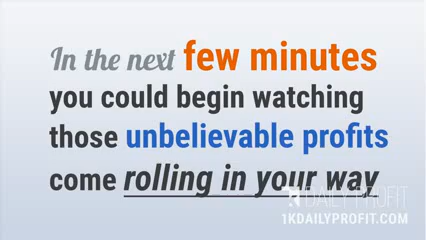 In the next few minutes
you could begin watching
those unbelievable profits
come rolling in your way
DAILY PROFIT
1KDAILYPROFIT.COM